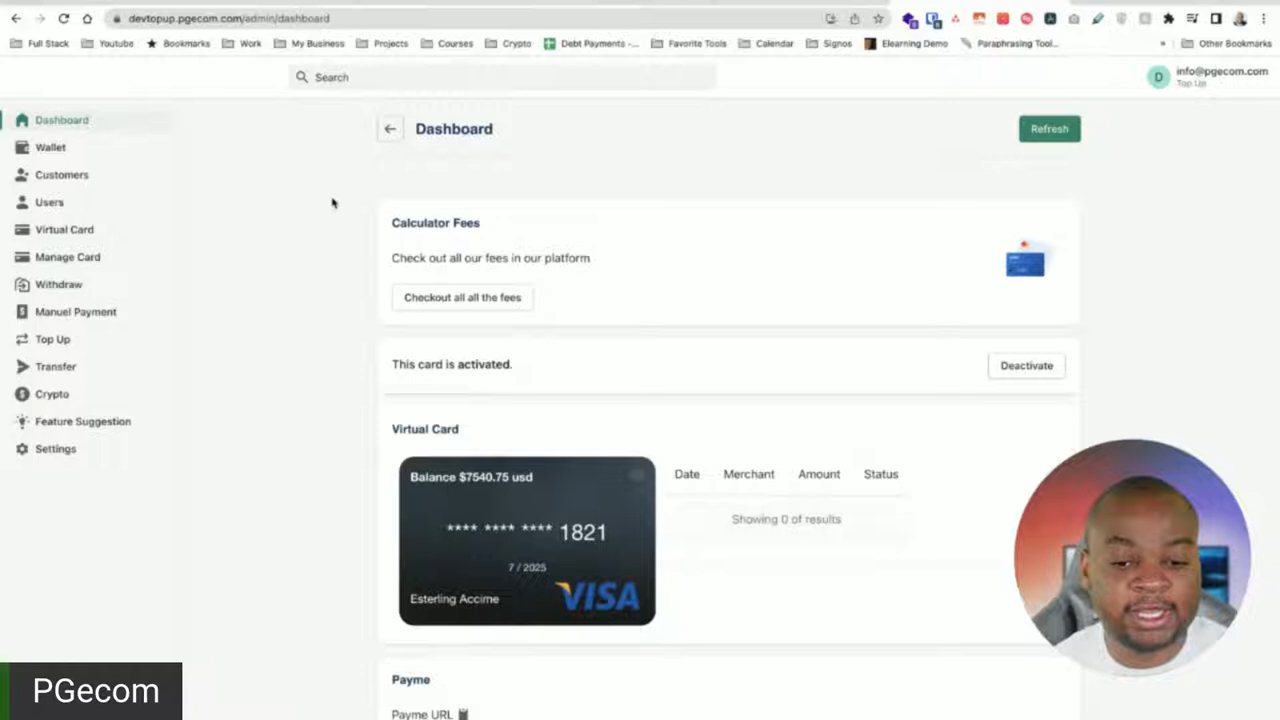 devtopup.pgecom.com/admin/dashboard
Full Stack Youtube Bookmarks Work My Business Projects Courses Crypto Debt Payments -... Favorite Tools Calendar Signos Elearning Demo Paraphrasing Tool... » Other Bookmarks
Search
D
info@pgecom.com
Top Up
Dashboard
Wallet
Customers
Users
Virtual Card
Manage Card
Withdraw
Manuel Payment
Top Up
Transfer
Crypto
Feature Suggestion
Settings
Dashboard
Refresh
Calculator Fees
Check out all our fees in our platform
Checkout all all the fees
This card is activated.
Deactivate
Virtual Card
Balance $7540.75 usd
**** **** **** 1821
7 / 2025
Esterling Accime
VISA
Date Merchant Amount Status
Showing 0 of results
Payme
Payme URL
PGecom